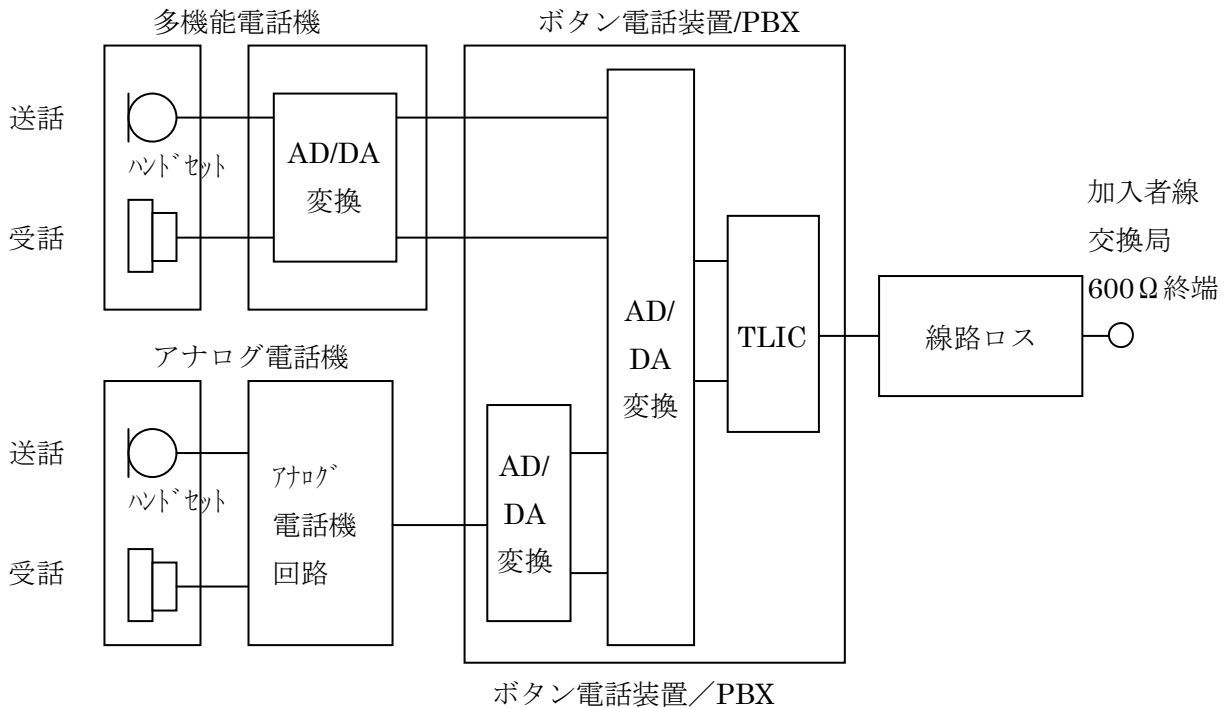 多機能電話機
ボタン電話装置/PBX
送話
ﾊﾝﾄﾞｾｯﾄ
受話
AD/DA
変換
アナログ電話機
送話
ﾊﾝﾄﾞｾｯﾄ
受話
ｱﾅﾛｸﾞ
電話機
回路
AD/
DA
変換
AD/
DA
変換
TLIC
線路ロス
加入者線
交換局
600Ω終端
ボタン電話装置／PBX